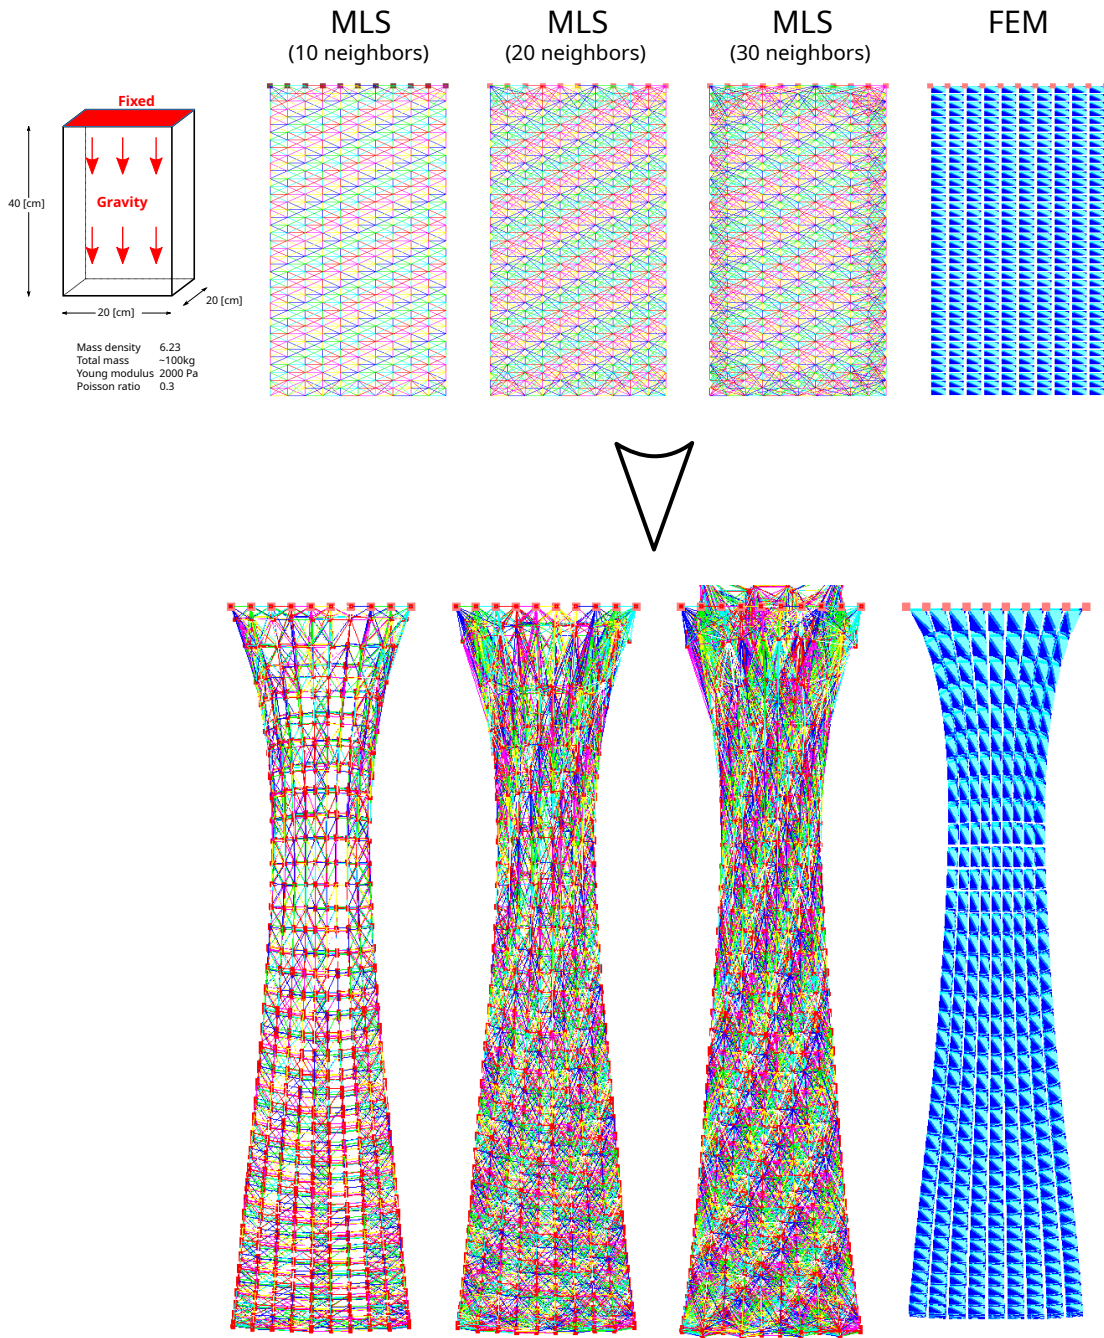 MLS
(10 neighbors)
MLS
(20 neighbors)
MLS
(30 neighbors)
FEM
Fixed
Gravity
40 [cm]
20 [cm]
20 [cm]
Mass density 6.23
Total mass ~100kg
Young modulus 2000 Pa
Poisson ratio 0.3